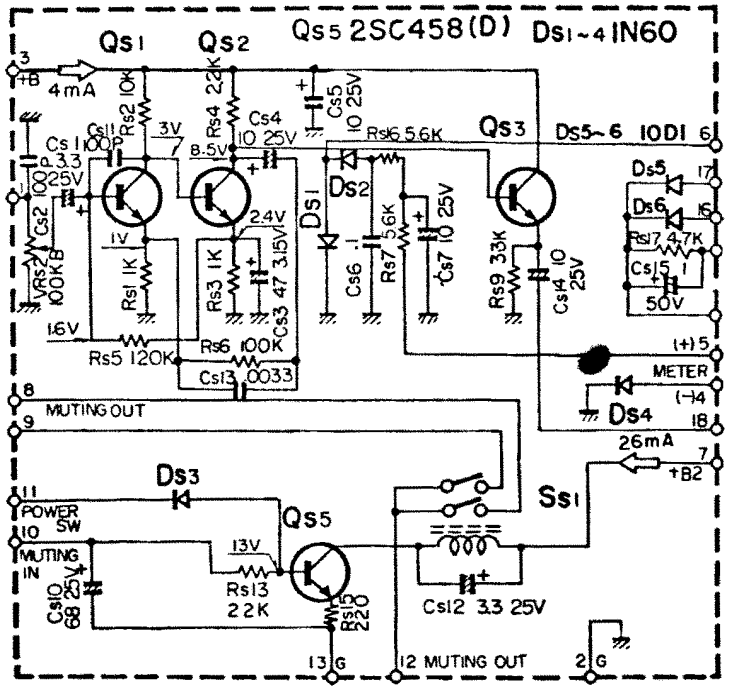 Qs5 2SC458(D) Ds1~4 1N60
Qs1
Qs2
3
+B
4mA
Rs2 10K
Rs4 2.2K
Cs5
10 25V
Qs3
Ds5~6 10D1
6
Cs11
100P
Cs1
3.3
25V
3V
8.5V
Cs4
10 25V
Rs16 5.6K
Ds5
17
Ds6
16
Rs17 4.7K
Cs15 1
50V
1
100P
Cs2
VRs2
100KB
1V
Rs1 1K
Rs3 1K
2.4V
Cs3 47 3.15V
Ds1
Ds2
Cs6 .1
Rs7 5.6K
Cs7 10 25V
Rs9 33K
Cs14 10
25V
1.6V
Rs5 120K
Rs6 100K
Cs13 .0033
(+)5
METER
(-)4
Ds4
18
8
MUTING OUT
9
26mA
7
+B2
Ds3
11
POWER
SW
10
MUTING
IN
Qs5
13V
Ss1
Rs13
22K
Rs15
220
Cs10
68 25V
Cs12 3.3 25V
13 G
12 MUTING OUT
2 G